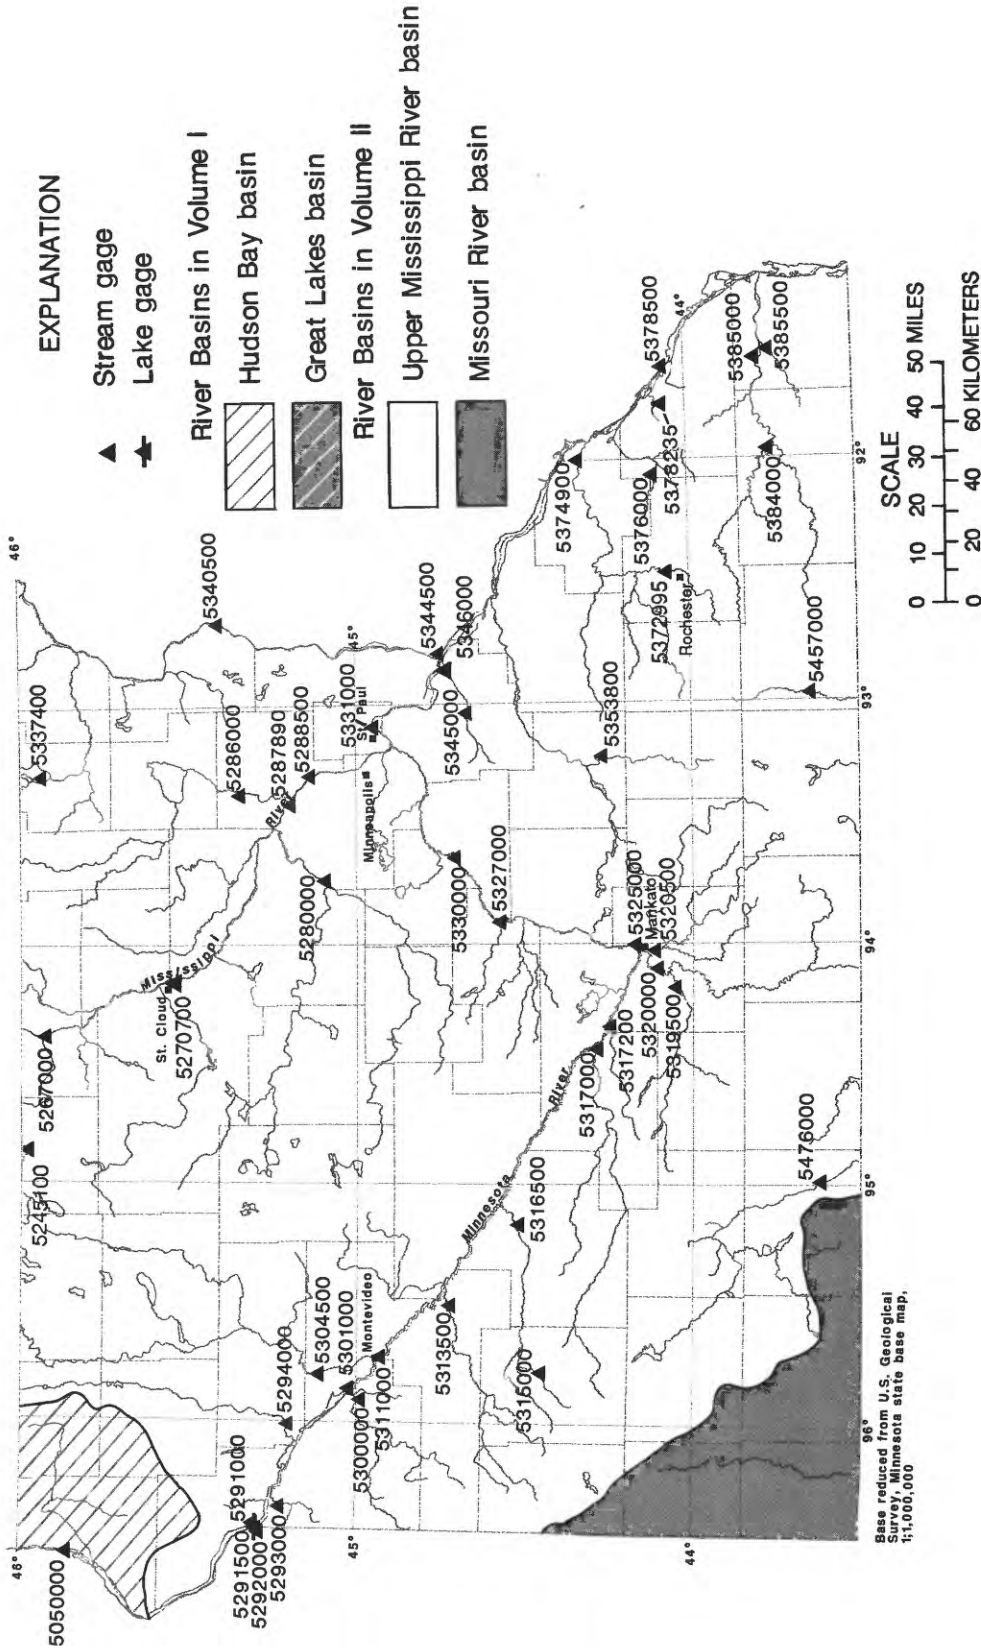 EXPLANATION
Stream gage
Lake gage
River Basins in Volume I
Hudson Bay basin
Great Lakes basin
River Basins in Volume II
Upper Mississippi River basin
Missouri River basin
46°
5337400
5340500
5286000
5287890
5288500
45°
5331000
St. Paul
Minneapolis
5344500
5346000
5345000
5280000
5330000
5327000
River
Mississippi
St. Cloud
5270700
5267000
5245100
5374900
5376000
5378235
5378500
44°
5385000
5385500
5384000
92°
5372995
Rochester
5457000
93°
5353800
5325000
Mankato
5320500
94°
5320000
5319500
5317200
5317000
River
Minnesota
5316500
5476000
95°
5304500
5301000
Montevideo
5294000
5313500
5315000
5311000
5300000
96°
5291000
5291500
5292000
5293000
5050000
46°
45°
44°
SCALE
0 10 20 30 40 50 MILES
0 20 40 60 KILOMETERS
Base reduced from U.S. Geological
Survey, Minnesota state base map,
1;1,000,000